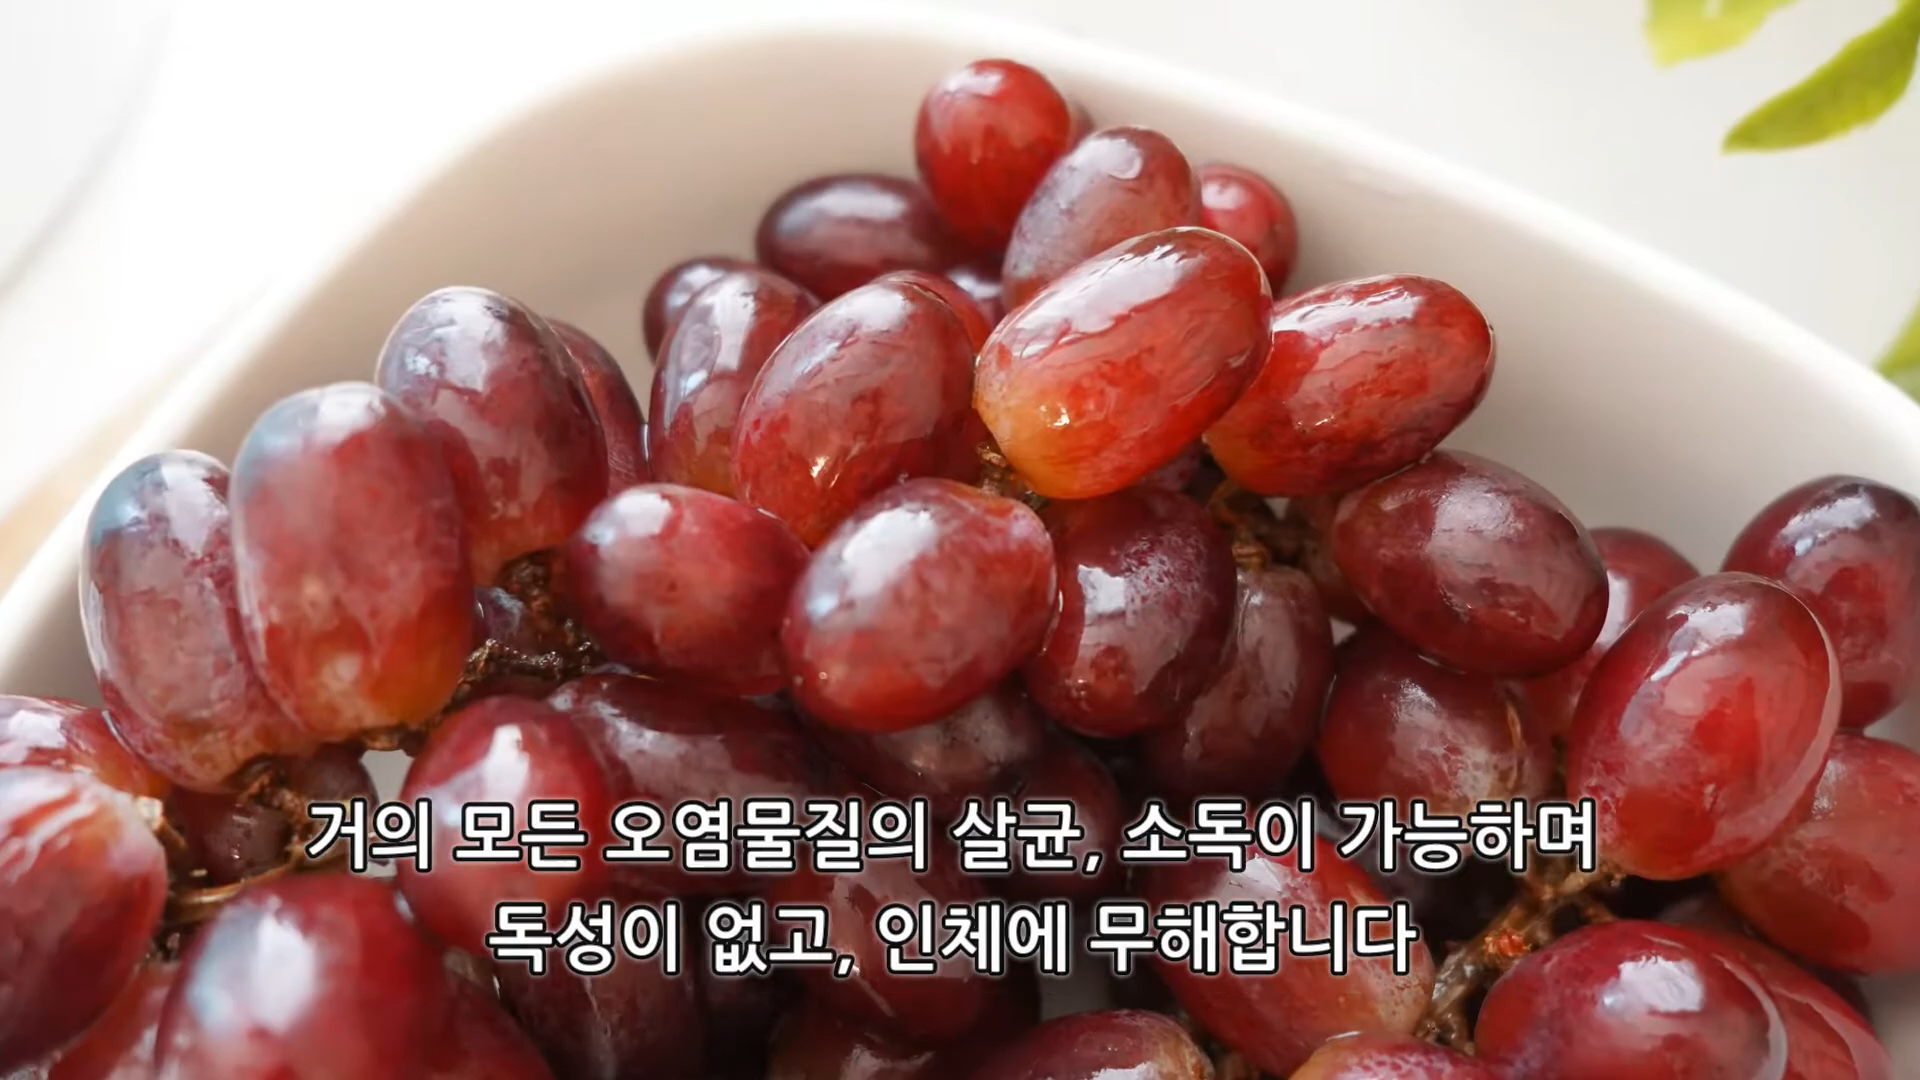 거의 모든 오염물질의 살균, 소독이 가능하며
독성이 없고, 인체에 무해합니다